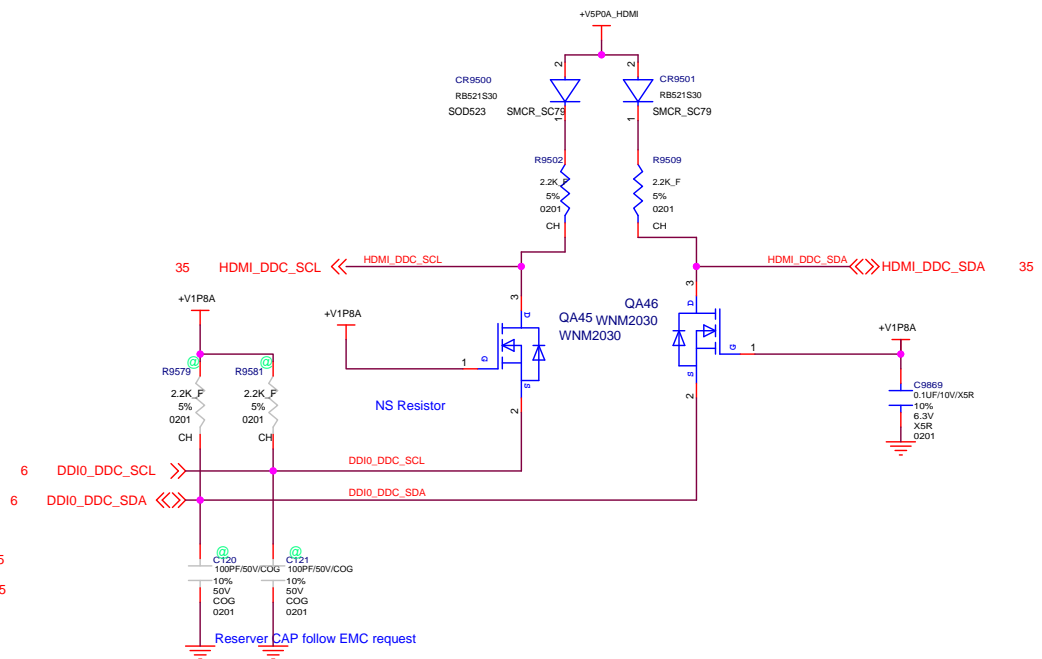 +V5P0A_HDMI
2
2
CR9500
RB521S30
SOD523
SMCR_SC79
1
CR9501
RB521S30
SMCR_SC79
1
R9502
2.2K_F
5%
0201
CH
R9509
2.2K_F
5%
0201
CH
35
HDMI_DDC_SCL
HDMI_DDC_SCL
HDMI_DDC_SDA
HDMI_DDC_SDA
35
+V1P8A
+V1P8A
3
D
QA45
WNM2030
1
G
S
2
3
D
QA46
WNM2030
G
1
S
2
+V1P8A
C9869
0.1UF/10V/X5R
10%
6.3V
X5R
0201
@
R9579
2.2K_F
5%
0201
CH
@
R9581
2.2K_F
5%
0201
CH
NS Resistor
6
DDI0_DDC_SCL
DDI0_DDC_SCL
6
DDI0_DDC_SDA
DDI0_DDC_SDA
5
5
@
C120
100PF/50V/COG
10%
50V
COG
0201
@
C121
100PF/50V/COG
10%
50V
COG
0201
Reserver CAP follow EMC request